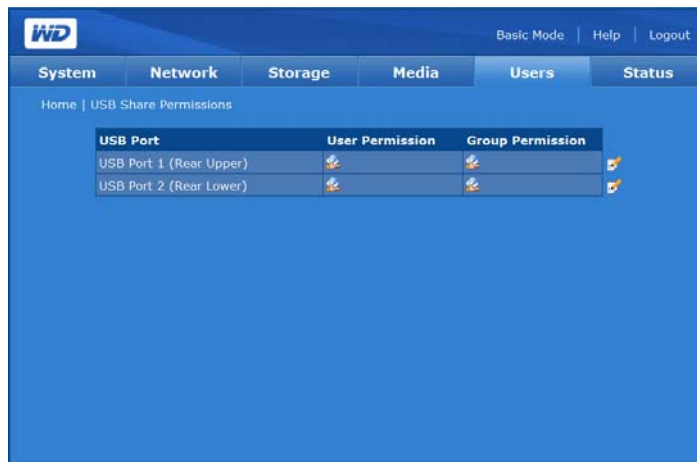 WD
Basic Mode | Help | Logout
System Network Storage Media Users Status
Home | USB Share Permissions
USB Port User Permission Group Permission
USB Port 1 (Rear Upper)
USB Port 2 (Rear Lower)